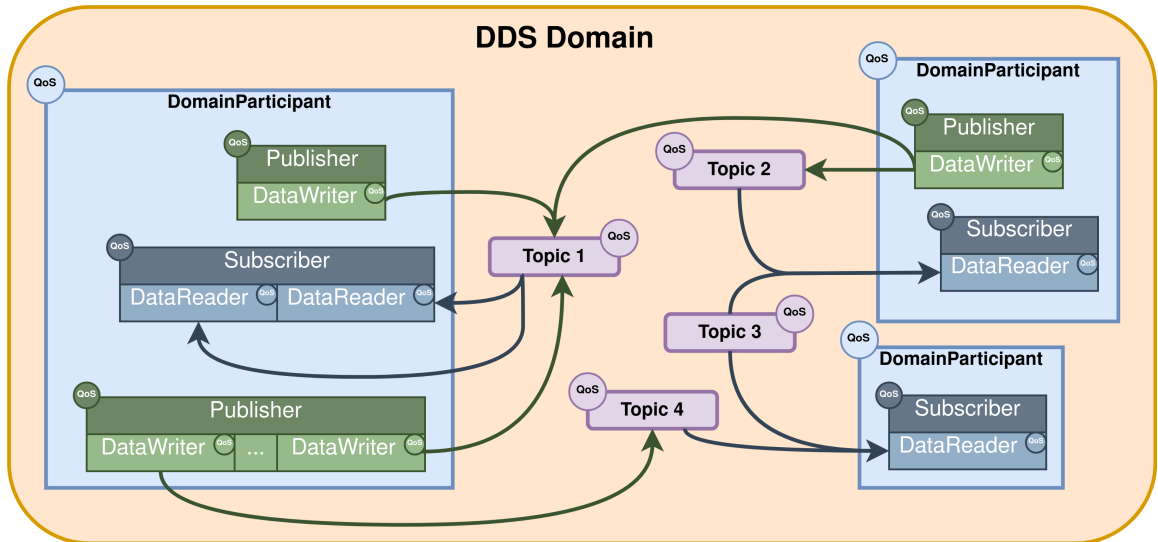 DDS Domain
QoS
DomainParticipant
QoS
Publisher
DataWriter
QoS
QoS
Subscriber
DataReader
QoS
DataReader
QoS
QoS
Publisher
DataWriter
QoS
...
DataWriter
QoS
Topic 1
QoS
QoS
Topic 2
Topic 3
QoS
QoS
Topic 4
QoS
DomainParticipant
QoS
Publisher
DataWriter
QoS
QoS
Subscriber
DataReader
QoS
QoS
DomainParticipant
QoS
Subscriber
DataReader
QoS